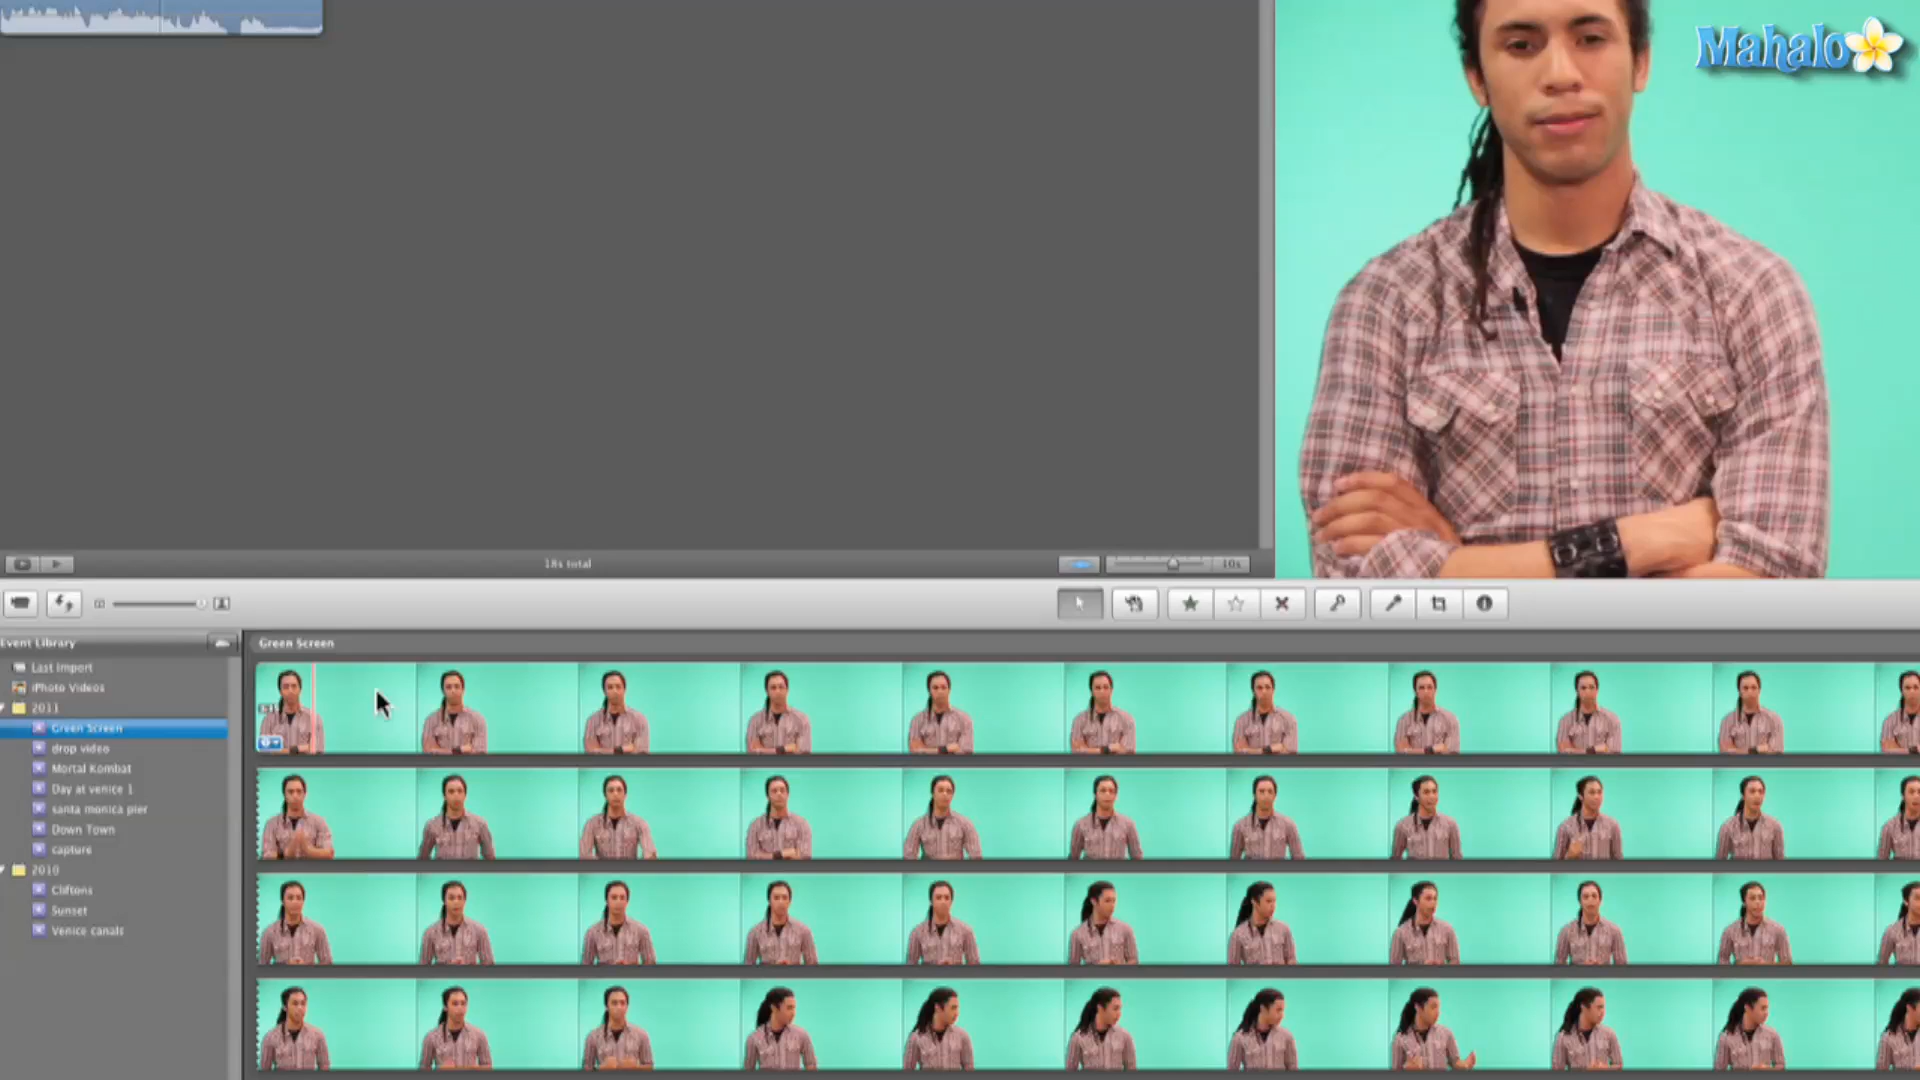 Mahalo
18s total
10s
Event Library
Green Screen
Last Import
iPhoto Videos
2011
Green Screen
drop video
Mortal Kombat
Day at venice 1
santa monica pier
Down Town
capture
2010
Cliftons
Sunset
Venice canals